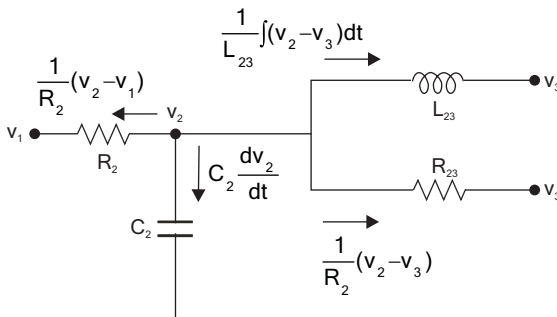 1/L₂₃ ∫(v₂−v₃)dt
1/R₂ (v₂−v₁)
v₁
R₂
v₂
C₂ dv₂/dt
C₂
L₂₃
v₃
R₂₃
v₃
1/R₂ (v₂−v₃)